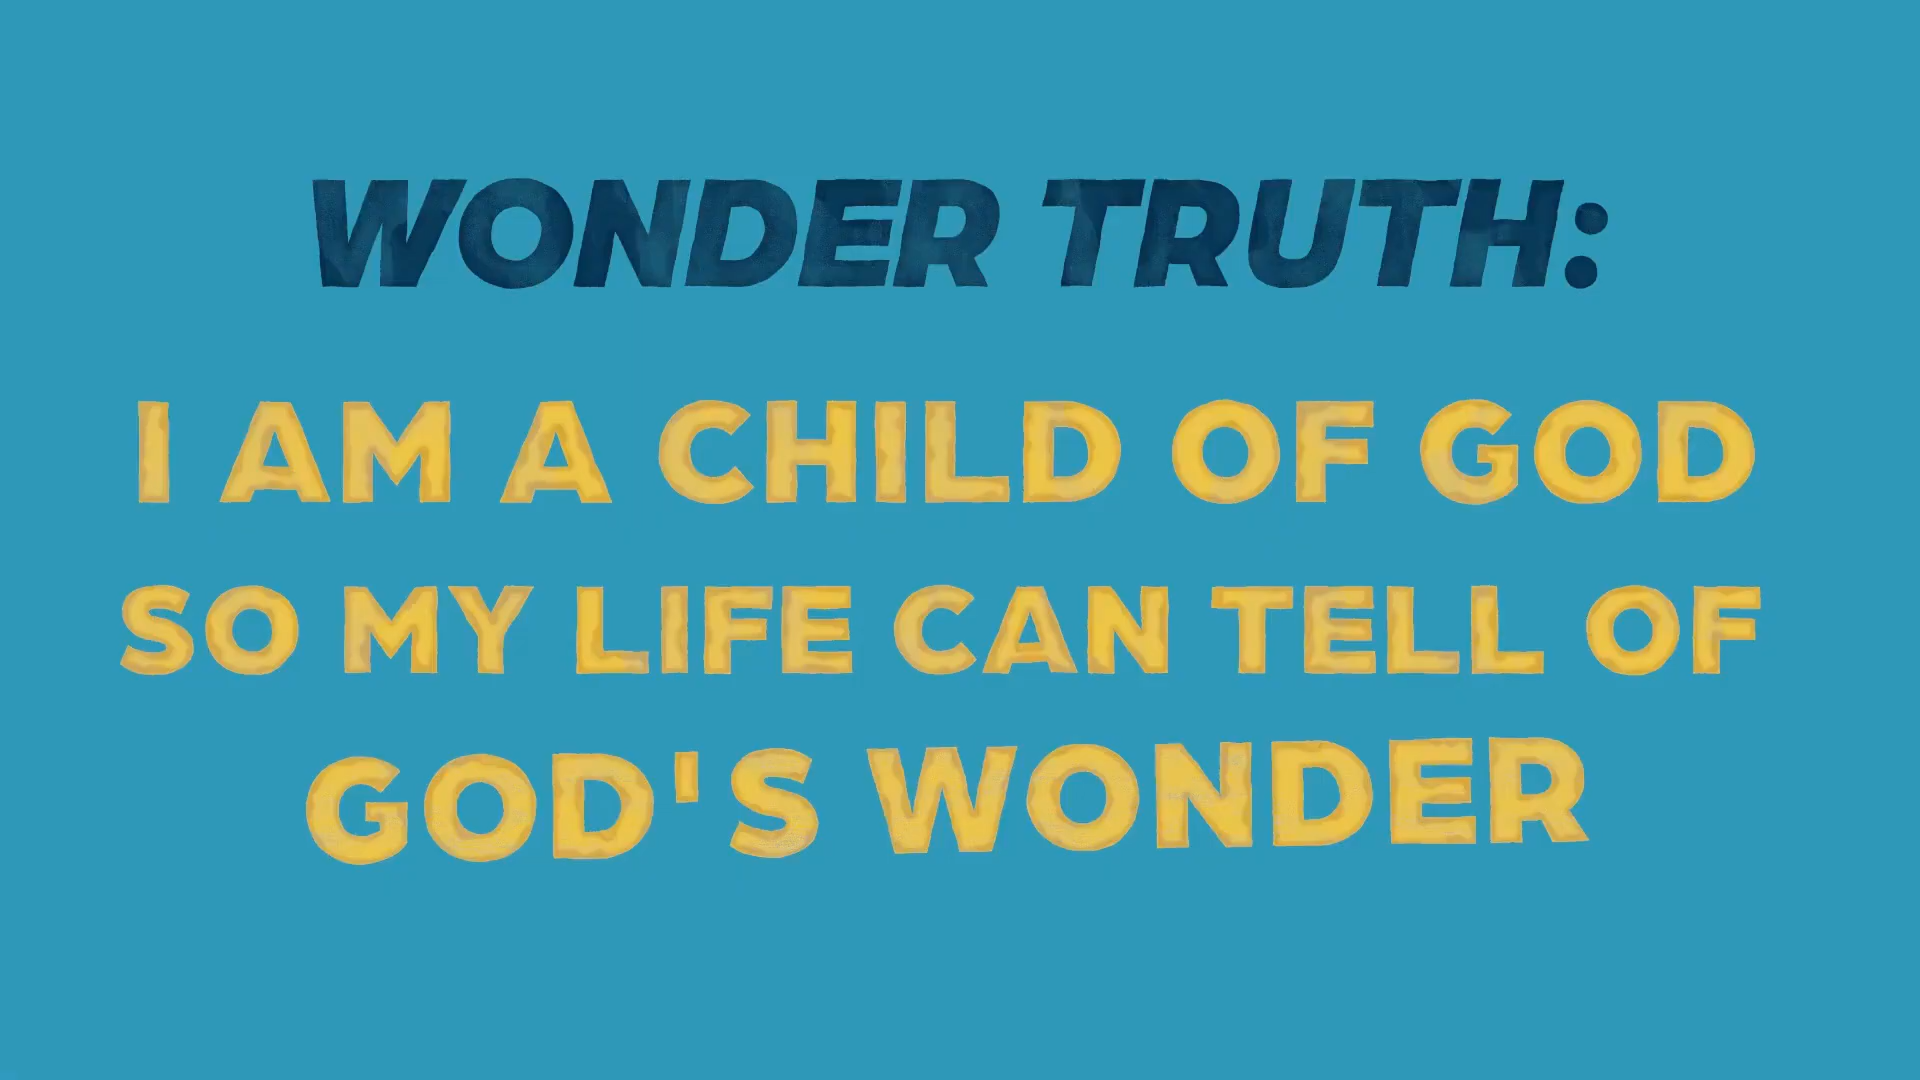 WONDER TRUTH:
I AM A CHILD OF GOD
SO MY LIFE CAN TELL OF
GOD'S WONDER